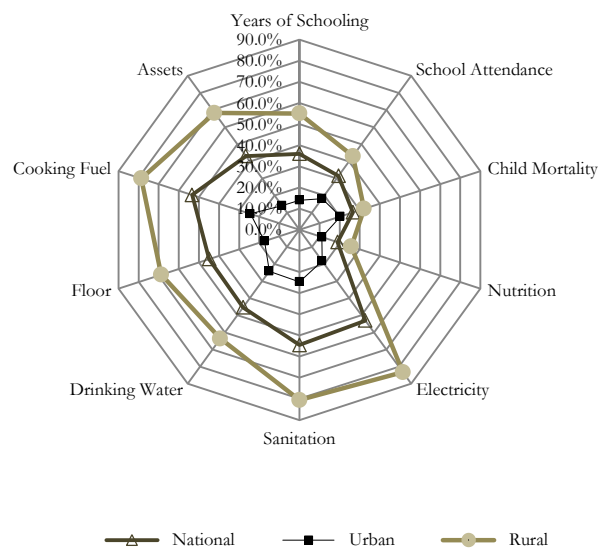 Years of Schooling
90.0%
80.0%
Assets
School Attendance
70.0%
60.0%
50.0%
40.0%
Cooking Fuel
Child Mortality
30.0%
20.0%
10.0%
0.0%
Floor
Nutrition
Drinking Water
Electricity
Sanitation
National Urban Rural